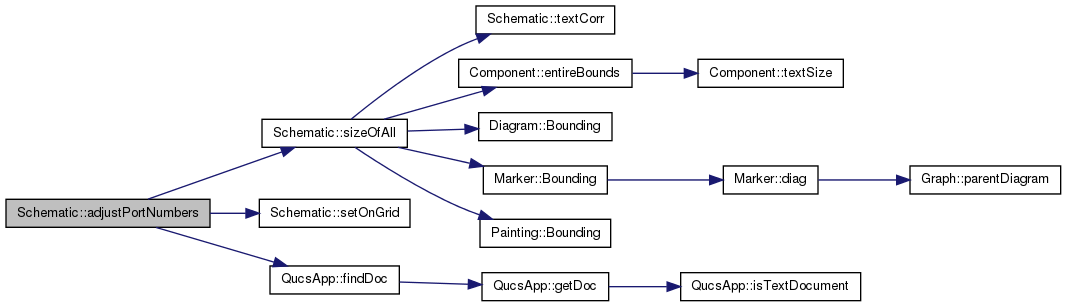 Schematic::textCorr
Component::entireBounds
Component::textSize
Diagram::Bounding
Schematic::sizeOfAll
Marker::Bounding
Marker::diag
Graph::parentDiagram
Schematic::adjustPortNumbers
Schematic::setOnGrid
Painting::Bounding
QucsApp::findDoc
QucsApp::getDoc
QucsApp::isTextDocument